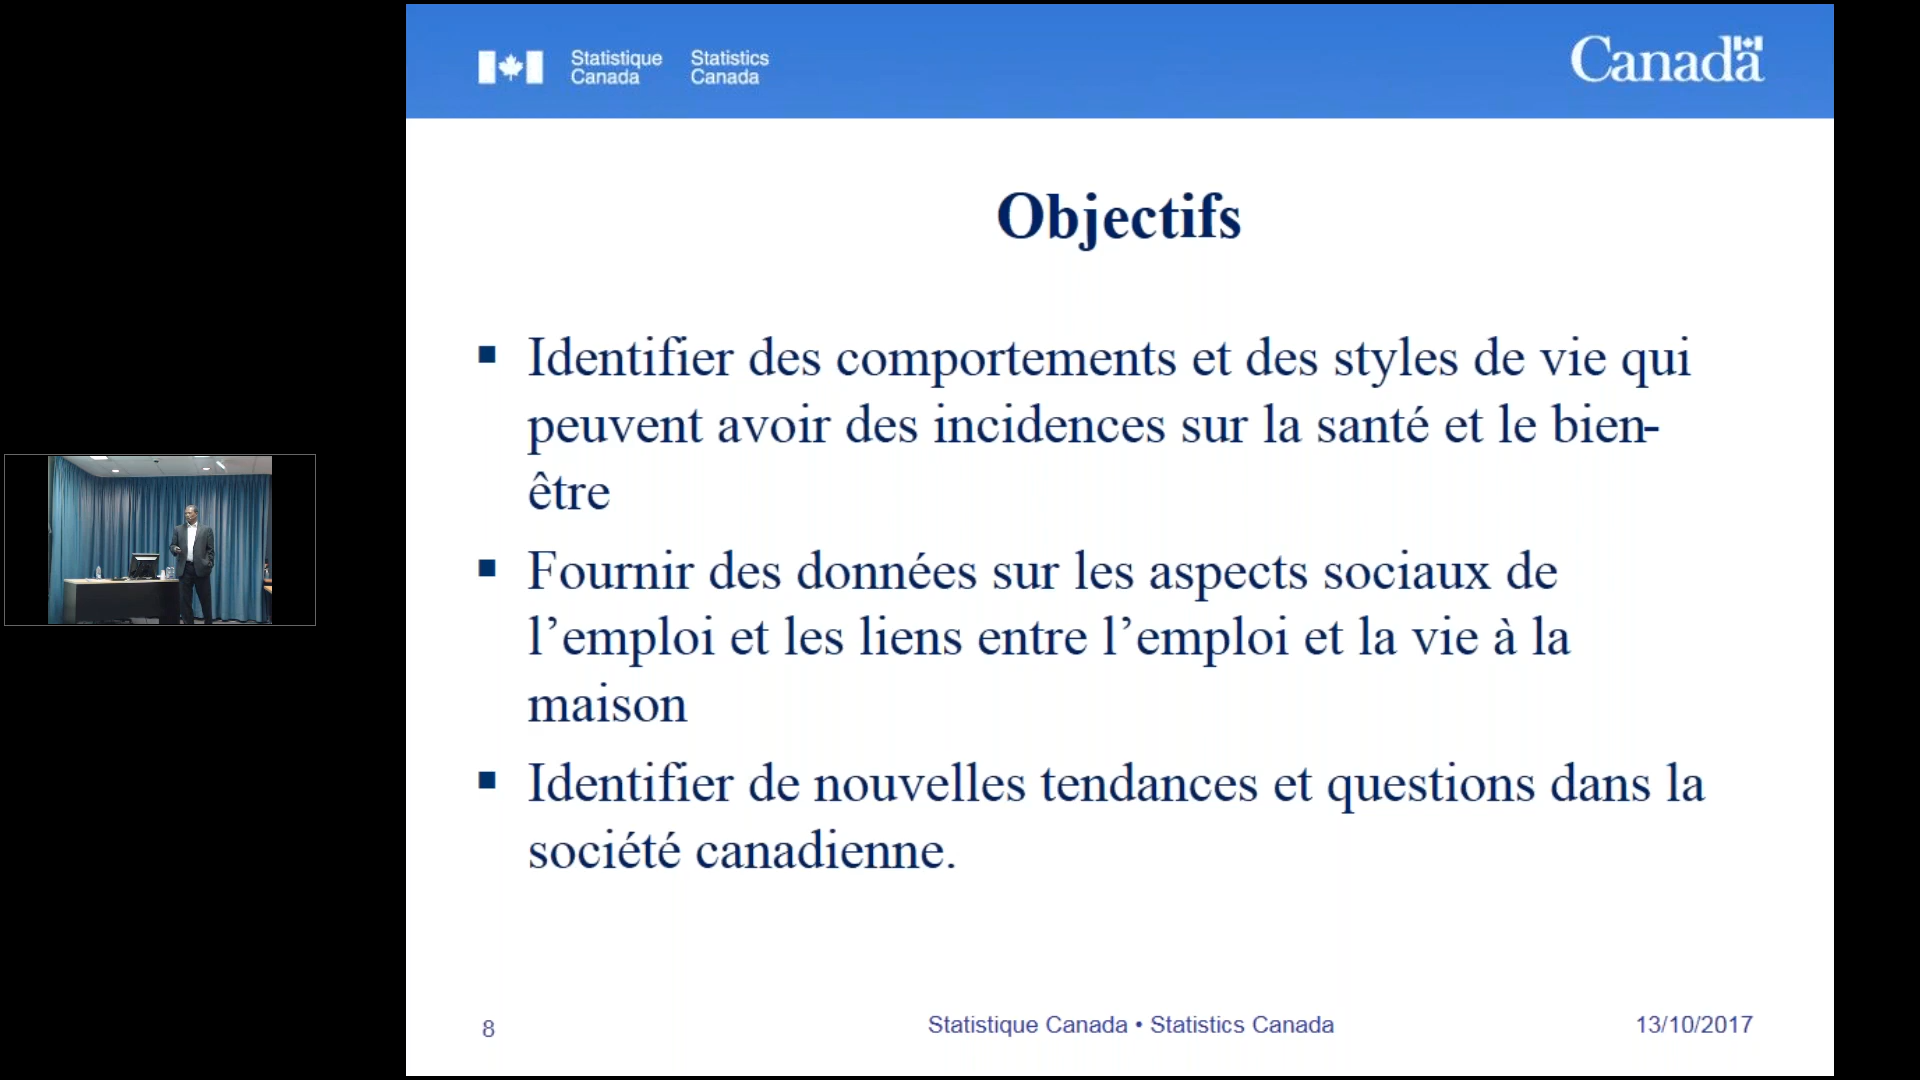 Statistique Canada
Statistics Canada
Canada
Objectifs
▪ Identifier des comportements et des styles de vie qui
peuvent avoir des incidences sur la santé et le bien-
être
▪ Fournir des données sur les aspects sociaux de
l’emploi et les liens entre l’emploi et la vie à la
maison
▪ Identifier de nouvelles tendances et questions dans la
société canadienne.
8
Statistique Canada • Statistics Canada
13/10/2017